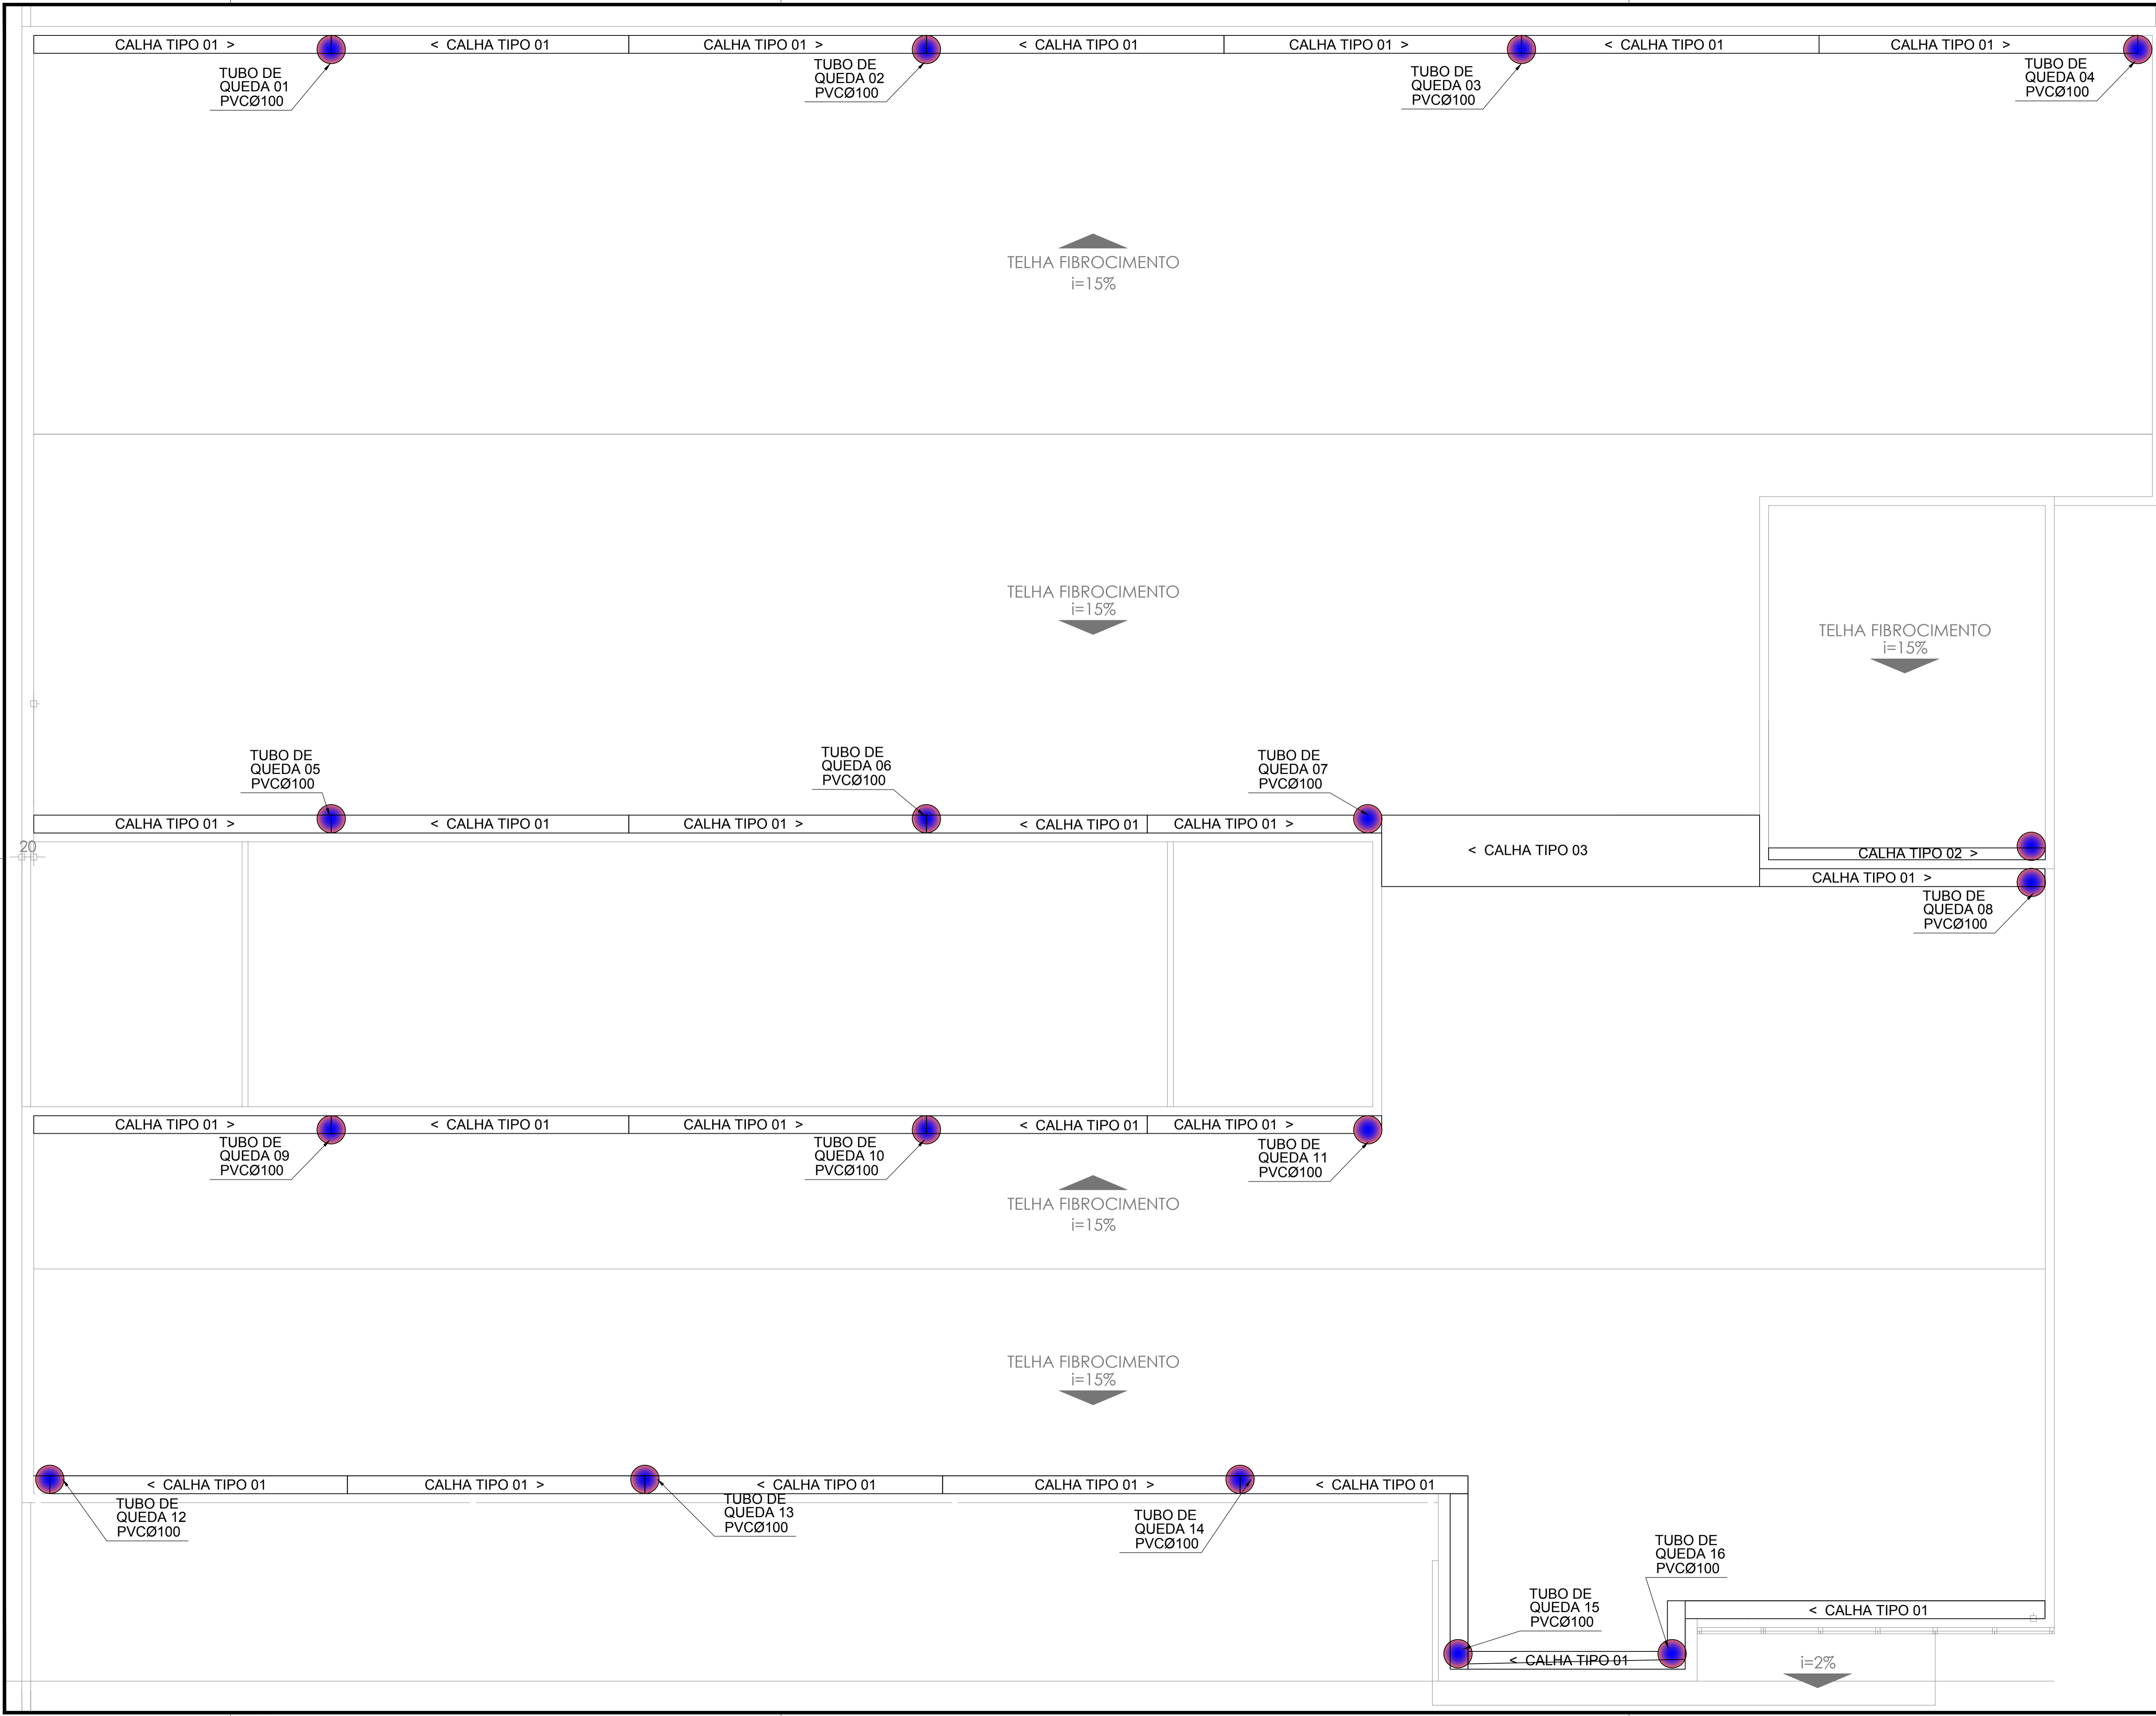 CALHA TIPO 01 >
< CALHA TIPO 01
CALHA TIPO 01 >
< CALHA TIPO 01
CALHA TIPO 01 >
< CALHA TIPO 01
CALHA TIPO 01 >
TUBO DE
QUEDA 01
PVCØ100
TUBO DE
QUEDA 02
PVCØ100
TUBO DE
QUEDA 03
PVCØ100
TUBO DE
QUEDA 04
PVCØ100
TELHA FIBROCIMENTO
i=15%
TELHA FIBROCIMENTO
i=15%
TELHA FIBROCIMENTO
i=15%
TUBO DE
QUEDA 05
PVCØ100
TUBO DE
QUEDA 06
PVCØ100
TUBO DE
QUEDA 07
PVCØ100
CALHA TIPO 01 >
< CALHA TIPO 01
CALHA TIPO 01 >
< CALHA TIPO 01
CALHA TIPO 01 >
< CALHA TIPO 03
CALHA TIPO 02 >
CALHA TIPO 01 >
20
TUBO DE
QUEDA 08
PVCØ100
CALHA TIPO 01 >
< CALHA TIPO 01
CALHA TIPO 01 >
< CALHA TIPO 01
CALHA TIPO 01 >
TUBO DE
QUEDA 09
PVCØ100
TUBO DE
QUEDA 10
PVCØ100
TUBO DE
QUEDA 11
PVCØ100
TELHA FIBROCIMENTO
i=15%
TELHA FIBROCIMENTO
i=15%
< CALHA TIPO 01
CALHA TIPO 01 >
< CALHA TIPO 01
CALHA TIPO 01 >
< CALHA TIPO 01
TUBO DE
QUEDA 12
PVCØ100
TUBO DE
QUEDA 13
PVCØ100
TUBO DE
QUEDA 14
PVCØ100
TUBO DE
QUEDA 16
PVCØ100
TUBO DE
QUEDA 15
PVCØ100
< CALHA TIPO 01
< CALHA TIPO 01
i=2%